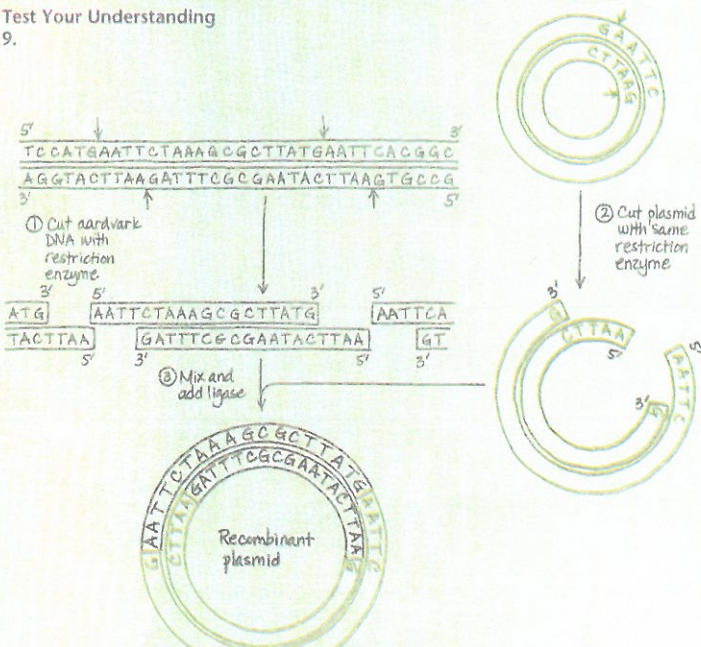 Test Your Understanding
9.
GAATTC
CTTAAG
5' 3'
TCCATGAATTCTAAAGCGCTTATGAATTCACGGC
AGGTACTTAAGATTTCGCGAATACTTAAGTGCCG
3' 5'
① Cut aardvark
DNA with
restriction
enzyme
② Cut plasmid
with same
restriction
enzyme
3' 5' 3' 5'
ATG AATTCTAAAGCGCTTATG AATTCA
TACTTAA GATTTCGCGAATACTTAA GT
5' 3' 5' 3'
3'
G
CTTAA
5'
5'
AATTC
3'
G
③ Mix and
add ligase
GAATTCTAAAGCGCTTATGAATTC
CTTAAGATTTCGCGAATACTTAAG
Recombinant
plasmid